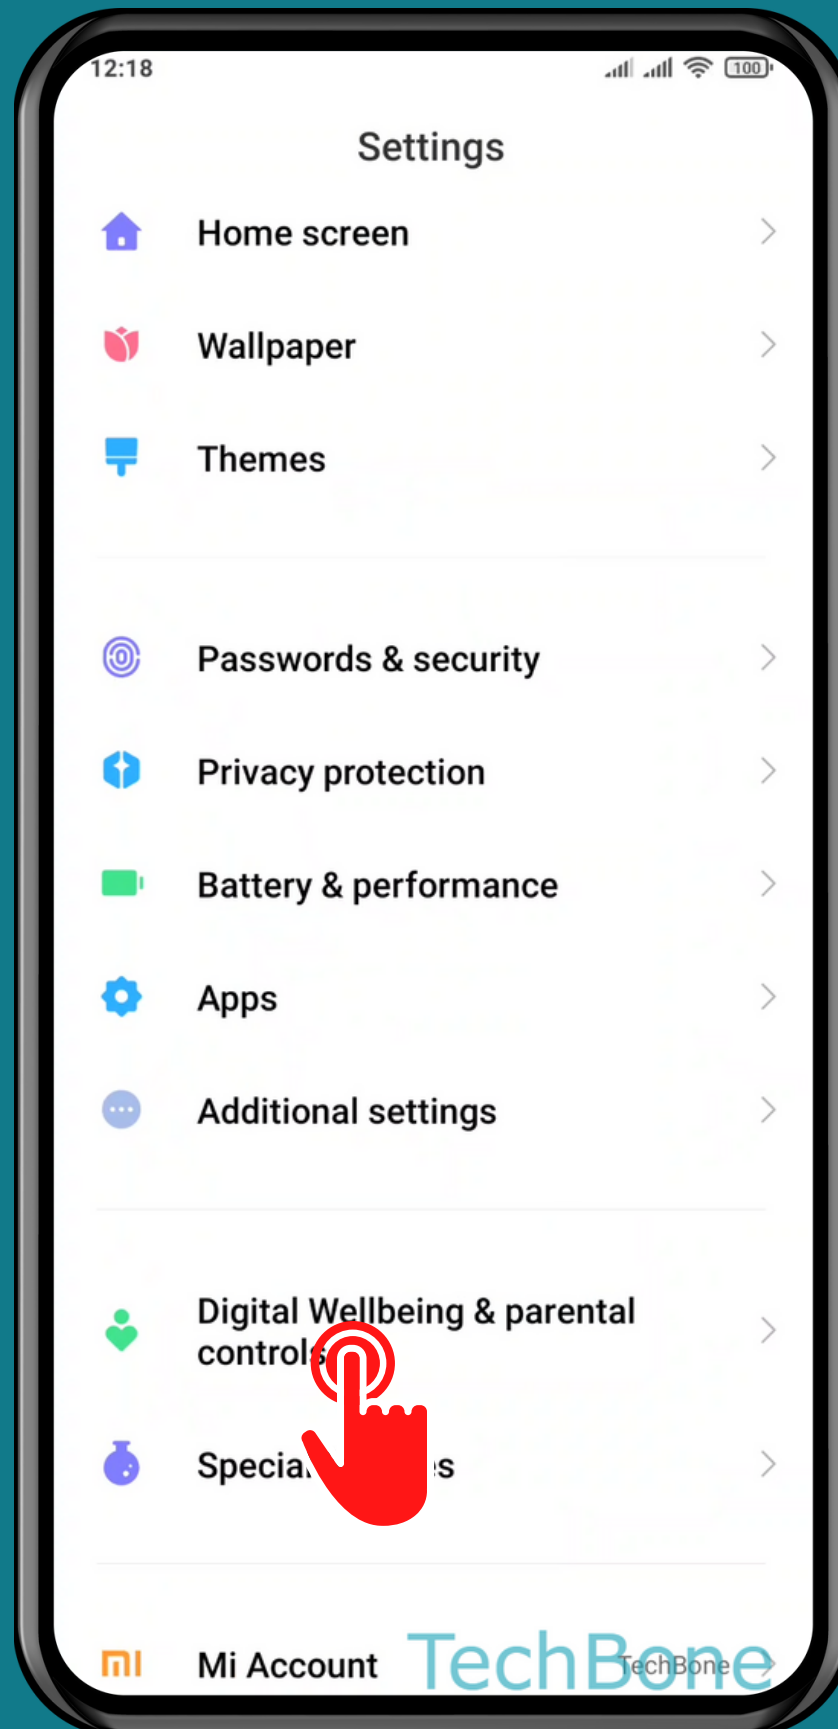 12:18
100
Settings
Home screen
Wallpaper
Themes
Passwords & security
Privacy protection
Battery & performance
Apps
Additional settings
Digital Wellbeing & parental
controls
mi
Mi Account
TechBone
TechBone